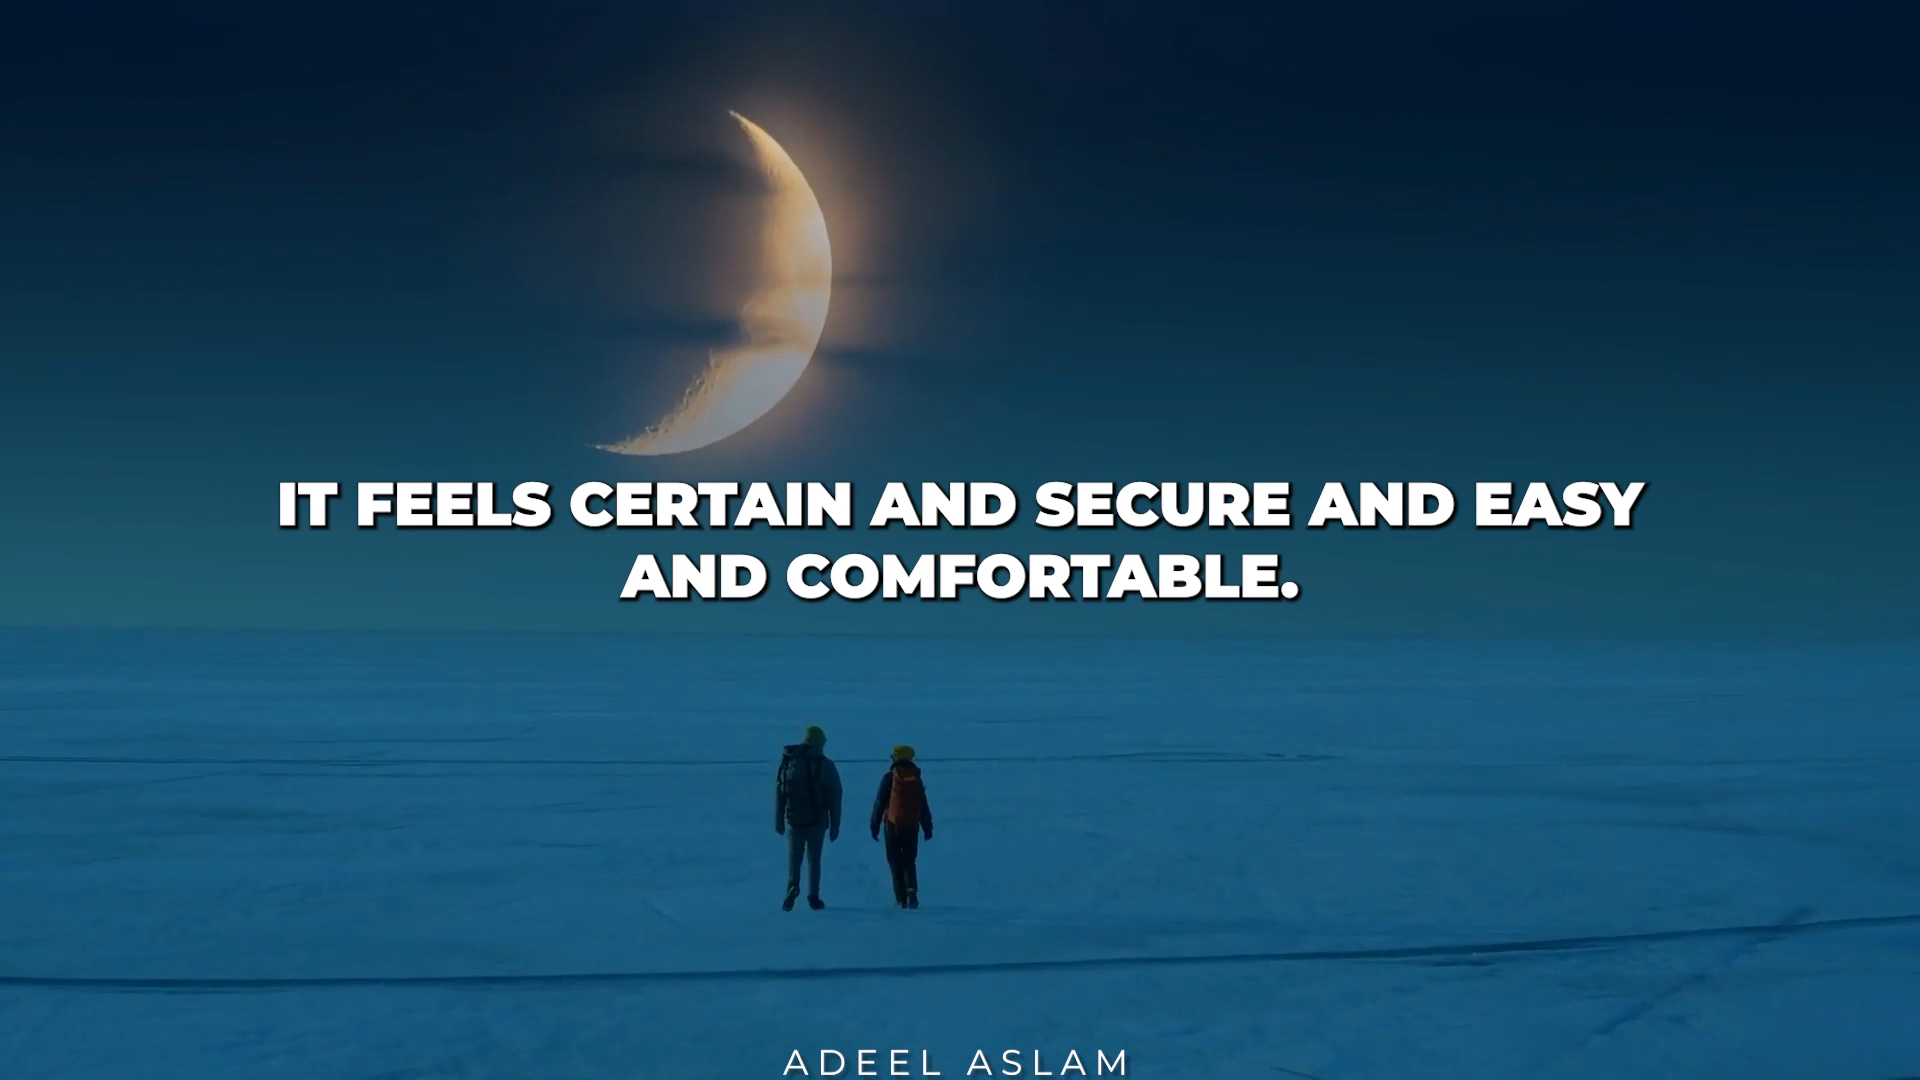 IT FEELS CERTAIN AND SECURE AND EASY
AND COMFORTABLE.
ADEEL ASLAM